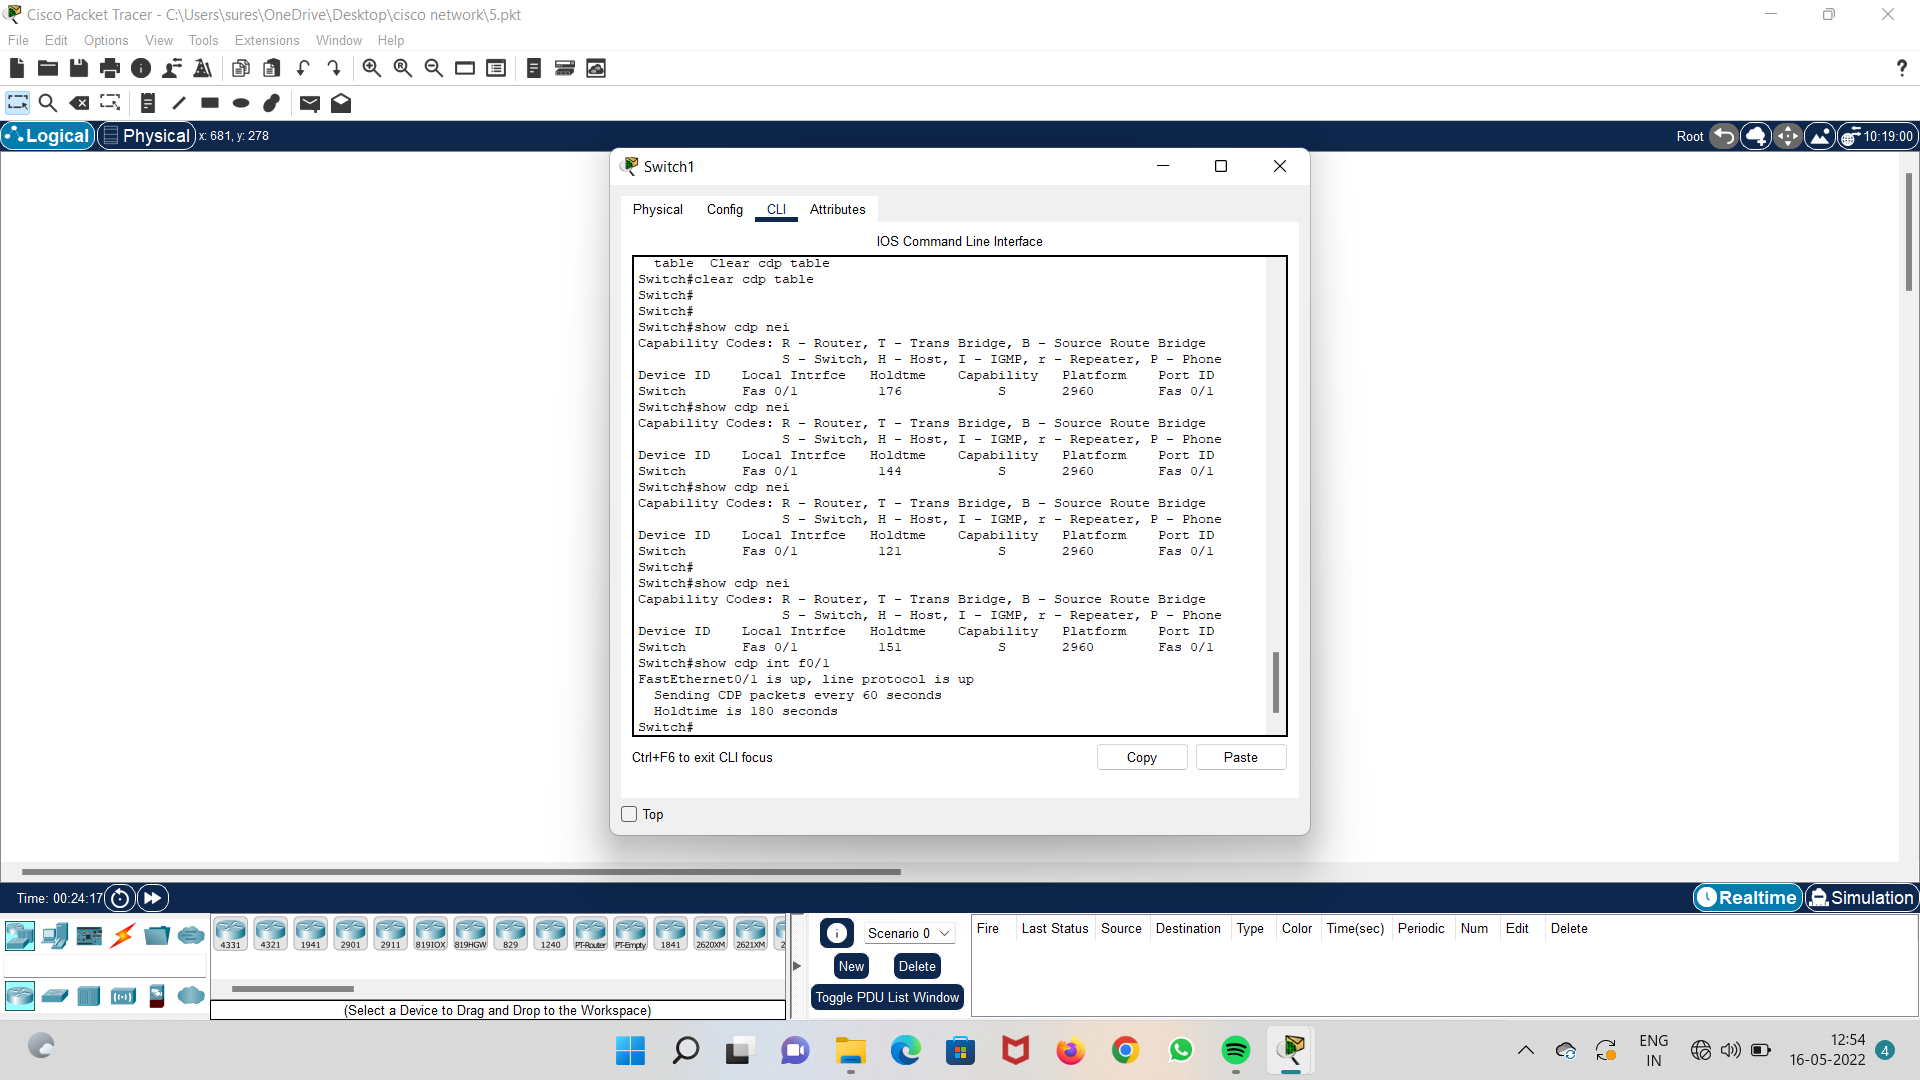 Cisco Packet Tracer - C:\Users\sures\OneDrive\Desktop\cisco network\5.pkt
File Edit Options View Tools Extensions Window Help
Logical Physical x: 681, y: 278 Root 10:19:00
Switch1
Physical Config CLI Attributes
IOS Command Line Interface
table Clear cdp table
Switch#clear cdp table
Switch#
Switch#
Switch#show cdp nei
Capability Codes: R - Router, T - Trans Bridge, B - Source Route Bridge
S - Switch, H - Host, I - IGMP, r - Repeater, P - Phone
Device ID Local Intrfce Holdtme Capability Platform Port ID
Switch Fas 0/1 176 S 2960 Fas 0/1
Switch#show cdp nei
Capability Codes: R - Router, T - Trans Bridge, B - Source Route Bridge
S - Switch, H - Host, I - IGMP, r - Repeater, P - Phone
Device ID Local Intrfce Holdtme Capability Platform Port ID
Switch Fas 0/1 144 S 2960 Fas 0/1
Switch#show cdp nei
Capability Codes: R - Router, T - Trans Bridge, B - Source Route Bridge
S - Switch, H - Host, I - IGMP, r - Repeater, P - Phone
Device ID Local Intrfce Holdtme Capability Platform Port ID
Switch Fas 0/1 121 S 2960 Fas 0/1
Switch#
Switch#show cdp nei
Capability Codes: R - Router, T - Trans Bridge, B - Source Route Bridge
S - Switch, H - Host, I - IGMP, r - Repeater, P - Phone
Device ID Local Intrfce Holdtme Capability Platform Port ID
Switch Fas 0/1 151 S 2960 Fas 0/1
Switch#show cdp int f0/1
FastEthernet0/1 is up, line protocol is up
Sending CDP packets every 60 seconds
Holdtime is 180 seconds
Switch#
Ctrl+F6 to exit CLI focus Copy Paste
Top
Time: 00:24:17 Realtime Simulation
4331 4321 1941 2901 2911 819IOX 819HGW 829 1240 PT-Router PT-Empty 1841 2620XM 2621XM 2
Scenario 0
New Delete
Toggle PDU List Window
Fire Last Status Source Destination Type Color Time(sec) Periodic Num Edit Delete
(Select a Device to Drag and Drop to the Workspace)
ENG
IN
12:54
16-05-2022
4